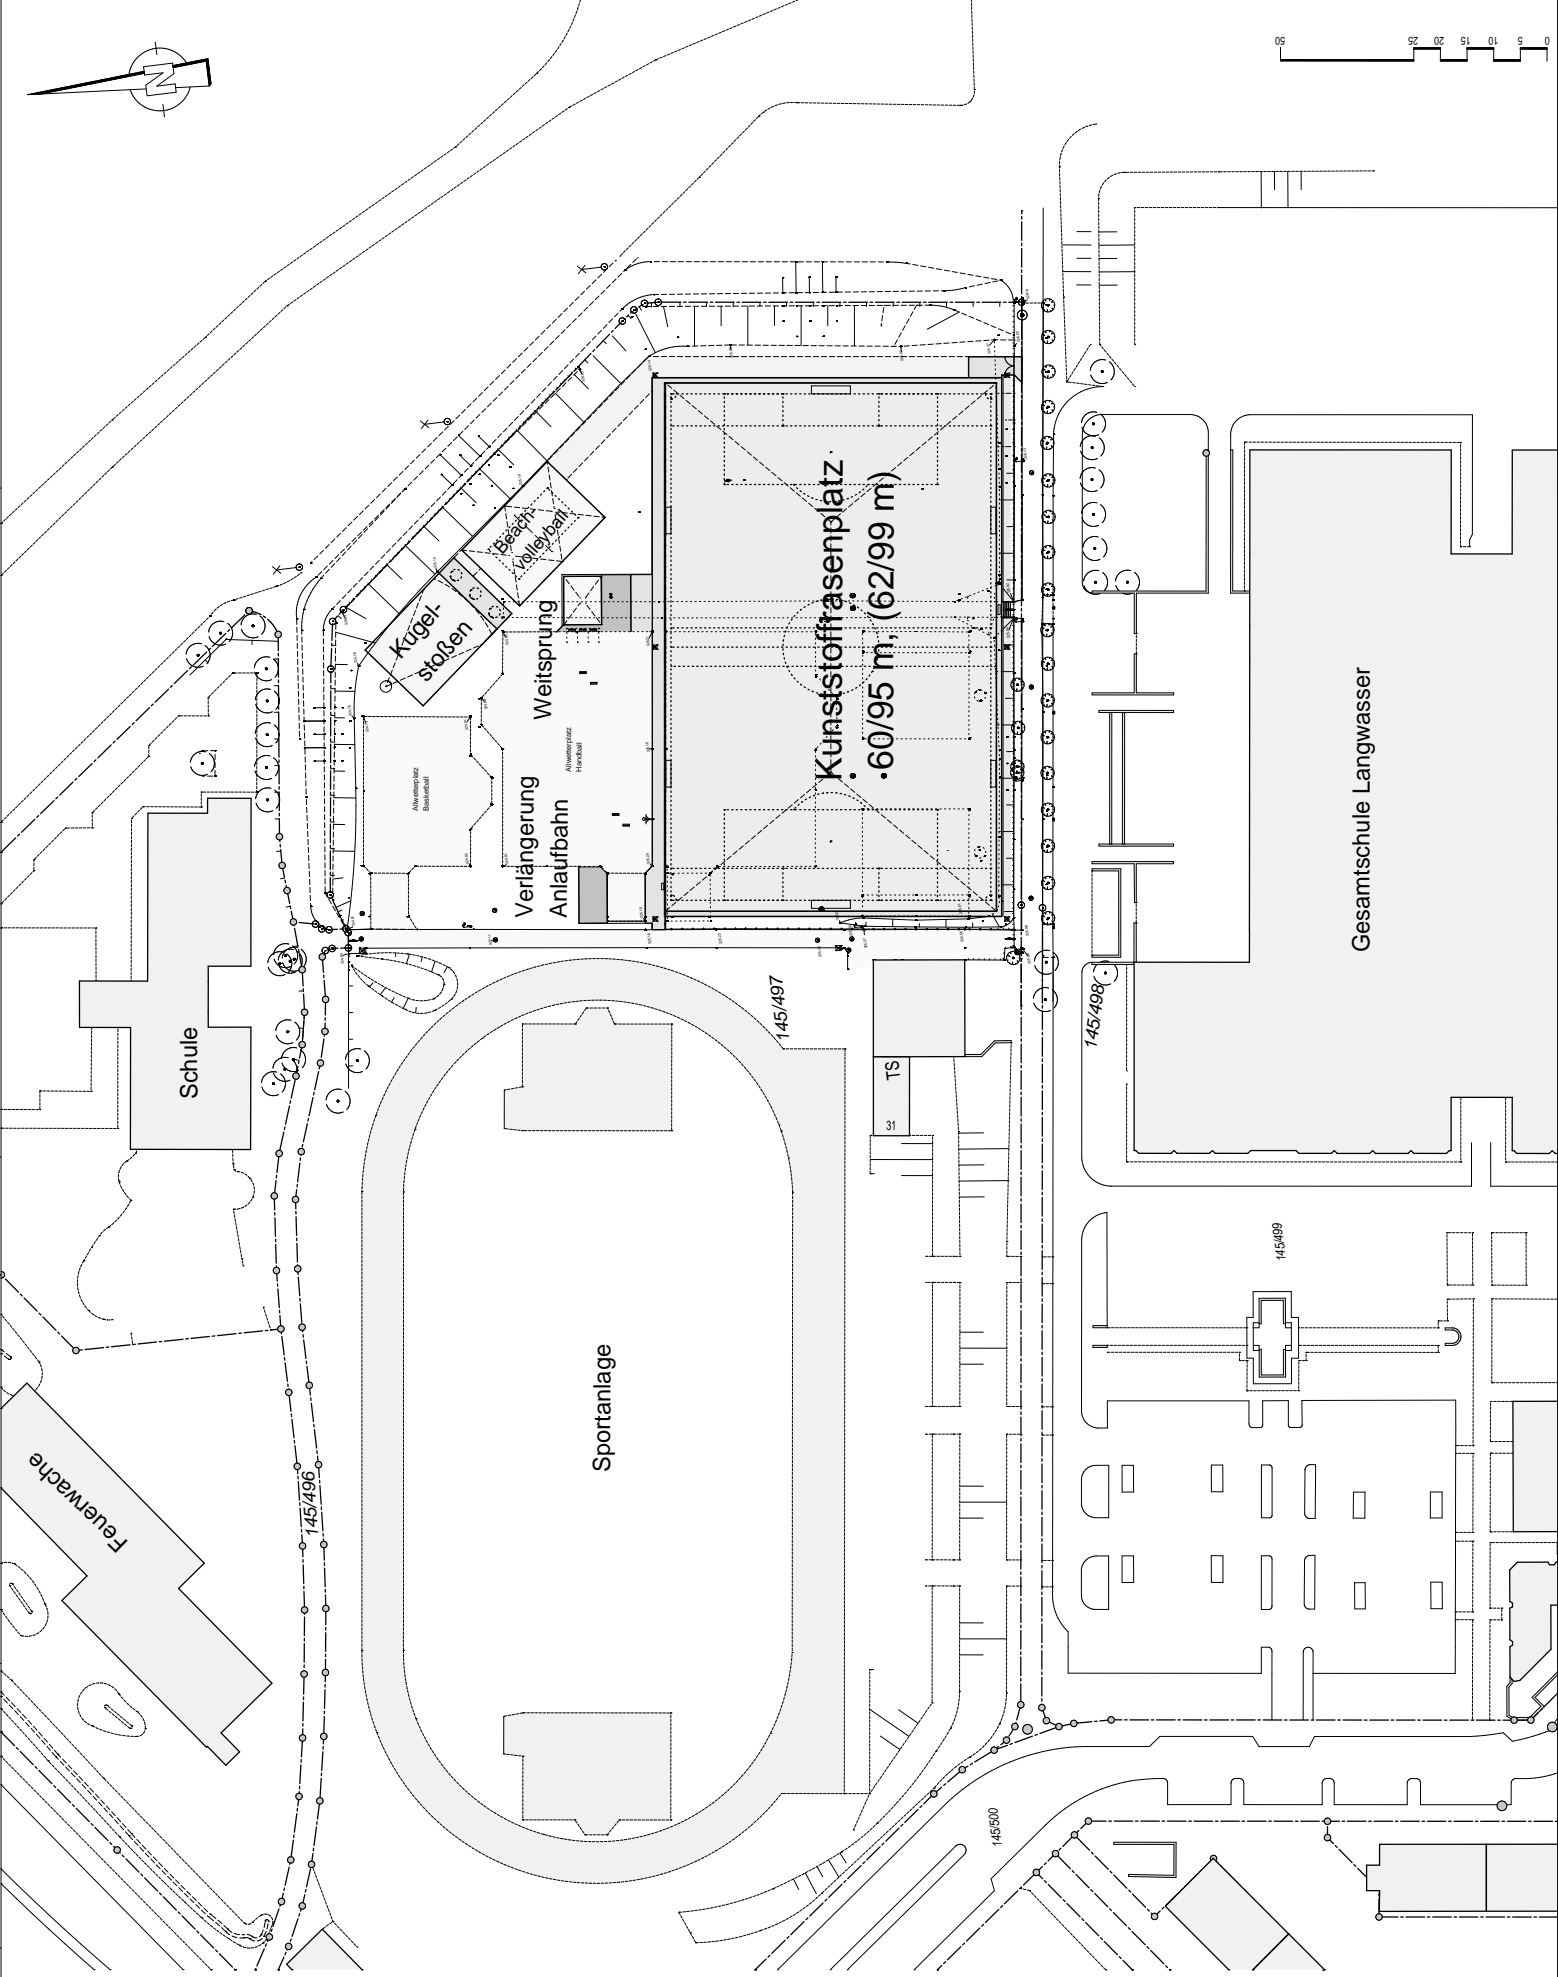 N
50
25
20
15
10
5
0
Kunststoffrasenplatz
60/95 m, (62/99 m)
Beach-
volleyball
Kugel-
stoßen
Weitsprung
Allwetterplatz
Handball
Allwetterplatz
Basketball
Verlängerung
Anlaufbahn
Gesamtschule Langwasser
Schule
145/497
145/498
TS
31
145/499
Sportanlage
Feuerwache
145/496
145/500